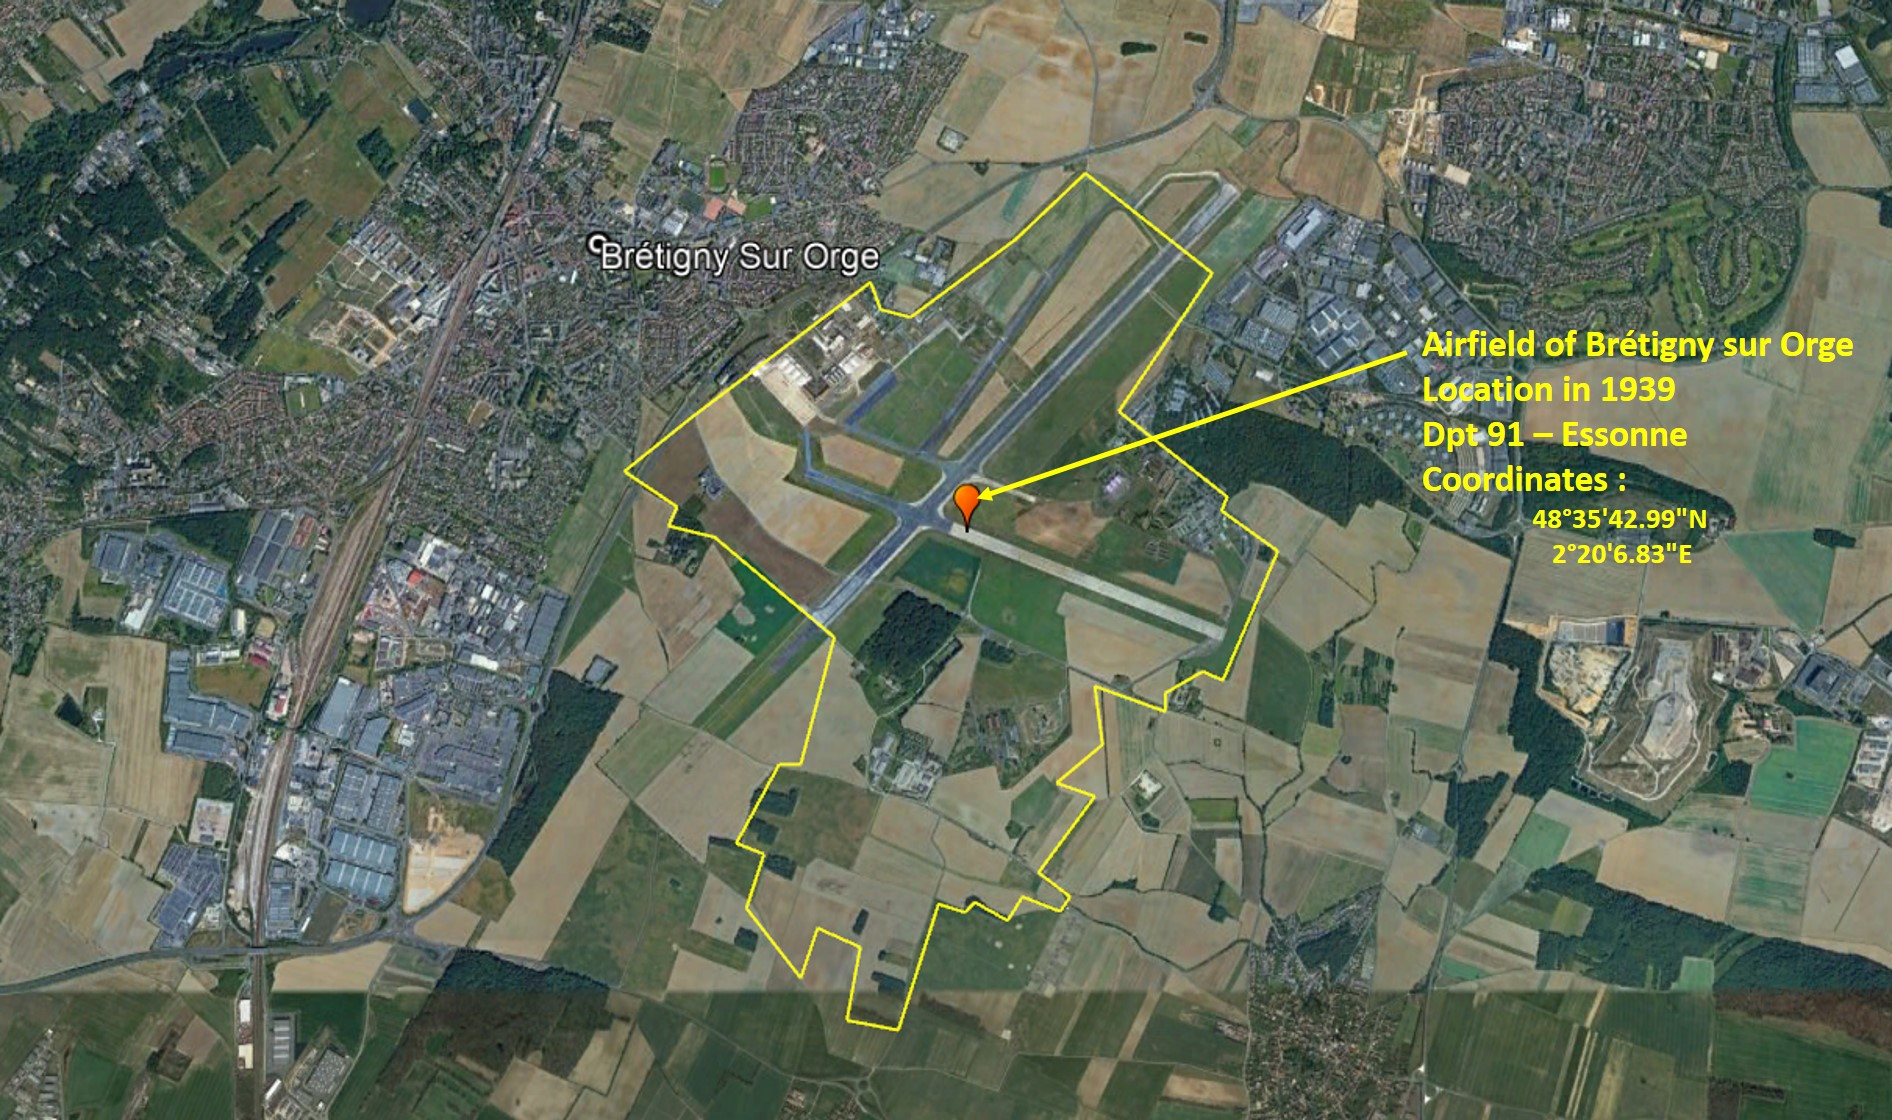 Brétigny Sur Orge
Airfield of Brétigny sur Orge
Location in 1939
Dpt 91 – Essonne
Coordinates :
48°35'42.99"N
2°20'6.83"E